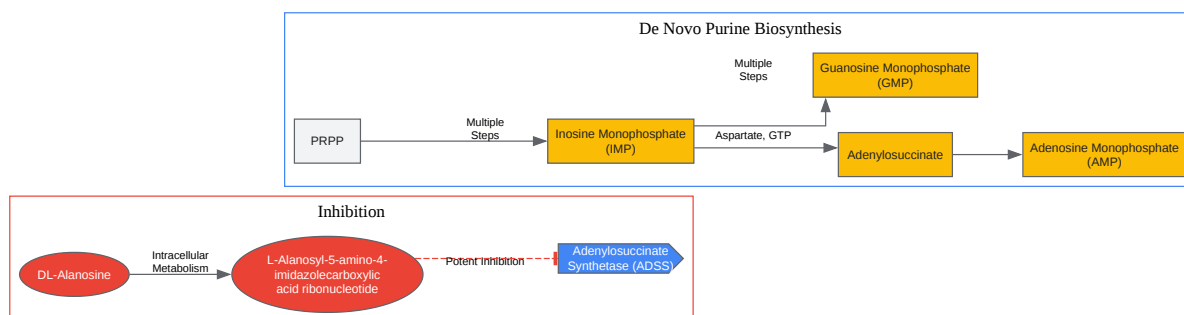 De Novo Purine Biosynthesis
Multiple
Steps
Guanosine Monophosphate
(GMP)
PRPP
Multiple
Steps
Inosine Monophosphate
(IMP)
Aspartate, GTP
Adenylosuccinate
Adenosine Monophosphate
(AMP)
Inhibition
DL-Alanosine
Intracellular
Metabolism
L-Alanosyl-5-amino-4-
imidazolecarboxylic
acid ribonucleotide
Potent Inhibition
Adenylosuccinate
Synthetase (ADSS)